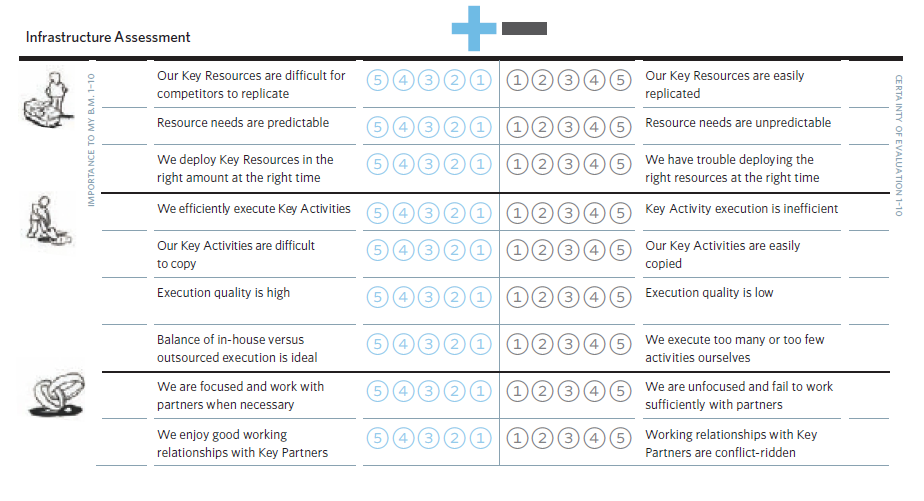 Infrastructure Assessment
IMPORTANCE TO MY B.M. 1-10
CERTAINTY OF EVALUATION 1-10
Our Key Resources are difficult for
competitors to replicate
5 4 3 2 1 1 2 3 4 5
Our Key Resources are easily
replicated
Resource needs are predictable
5 4 3 2 1 1 2 3 4 5
Resource needs are unpredictable
We deploy Key Resources in the
right amount at the right time
5 4 3 2 1 1 2 3 4 5
We have trouble deploying the
right resources at the right time
We efficiently execute Key Activities
5 4 3 2 1 1 2 3 4 5
Key Activity execution is inefficient
Our Key Activities are difficult
to copy
5 4 3 2 1 1 2 3 4 5
Our Key Activities are easily
copied
Execution quality is high
5 4 3 2 1 1 2 3 4 5
Execution quality is low
Balance of in-house versus
outsourced execution is ideal
5 4 3 2 1 1 2 3 4 5
We execute too many or too few
activities ourselves
We are focused and work with
partners when necessary
5 4 3 2 1 1 2 3 4 5
We are unfocused and fail to work
sufficiently with partners
We enjoy good working
relationships with Key Partners
5 4 3 2 1 1 2 3 4 5
Working relationships with Key
Partners are conflict-ridden